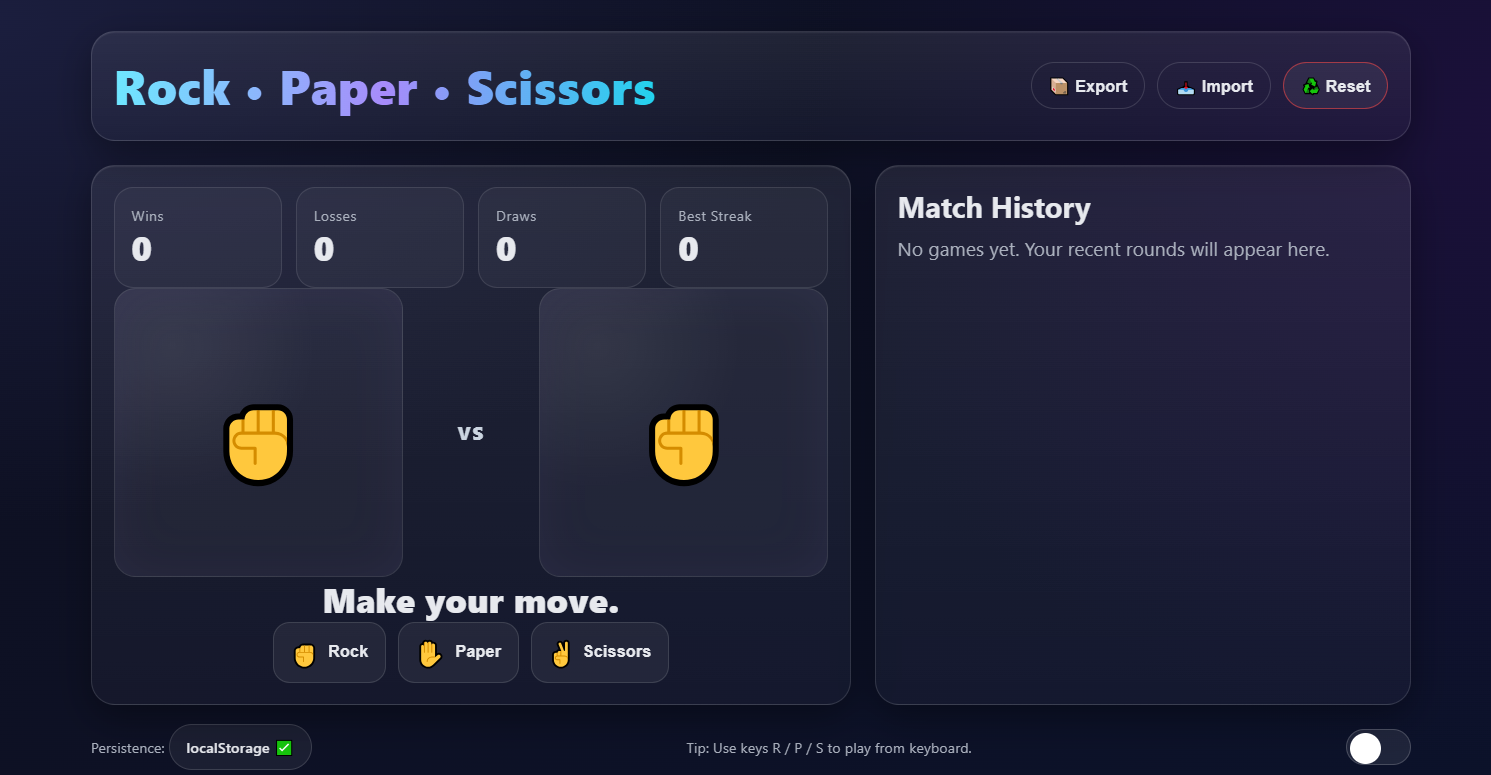 Rock • Paper • Scissors
Export
Import
Reset
Wins
0
Losses
0
Draws
0
Best Streak
0
vs
Make your move.
Rock
Paper
Scissors
Match History
No games yet. Your recent rounds will appear here.
Persistence: localStorage ✅
Tip: Use keys R / P / S to play from keyboard.